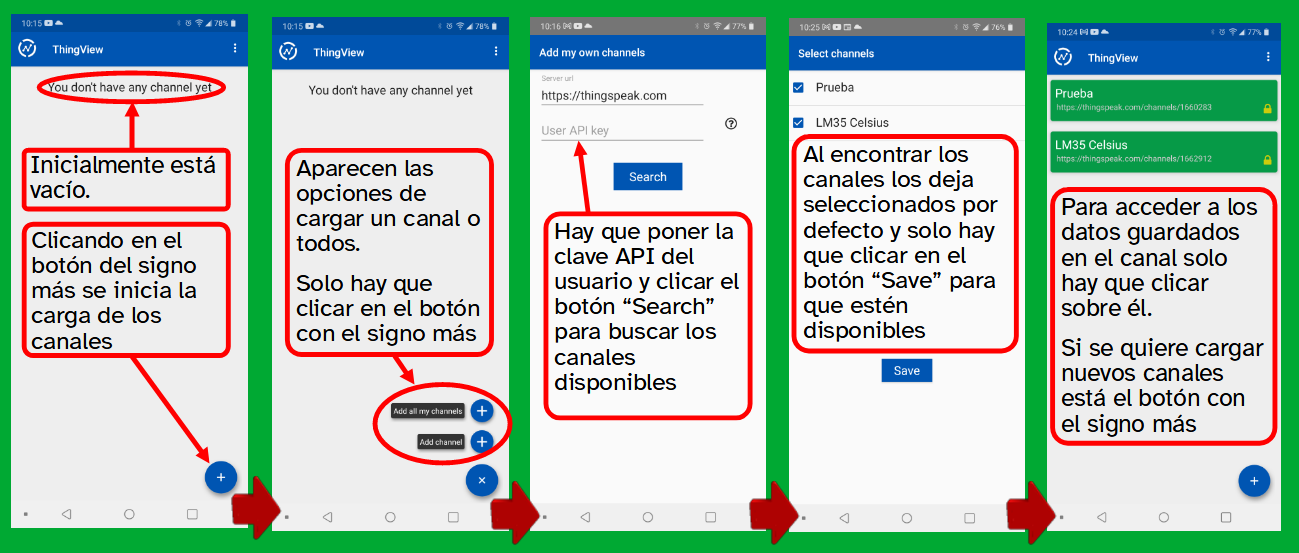 10:15 78%
ThingView
You don't have any channel yet
Inicialmente está
vacío.
Clicando en el
botón del signo
más se inicia la
carga de los
canales
10:15 78%
ThingView
You don't have any channel yet
Aparecen las
opciones de
cargar un canal o
todos.
Solo hay que
clicar en el botón
con el signo más
Add all my channels
Add channel
10:16 77%
Add my own channels
Server url
https://thingspeak.com
User API key
Search
Hay que poner la
clave API del
usuario y clicar el
botón “Search”
para buscar los
canales
disponibles
10:25 76%
Select channels
Prueba
LM35 Celsius
Al encontrar los
canales los deja
seleccionados por
defecto y solo hay
que clicar en el
botón “Save” para
que estén
disponibles
Save
10:24 77%
ThingView
Prueba
https://thingspeak.com/channels/1660283
LM35 Celsius
https://thingspeak.com/channels/1662912
Para acceder a los
datos guardados
en el canal solo
hay que clicar
sobre él.
Si se quiere cargar
nuevos canales
está el botón con
el signo más